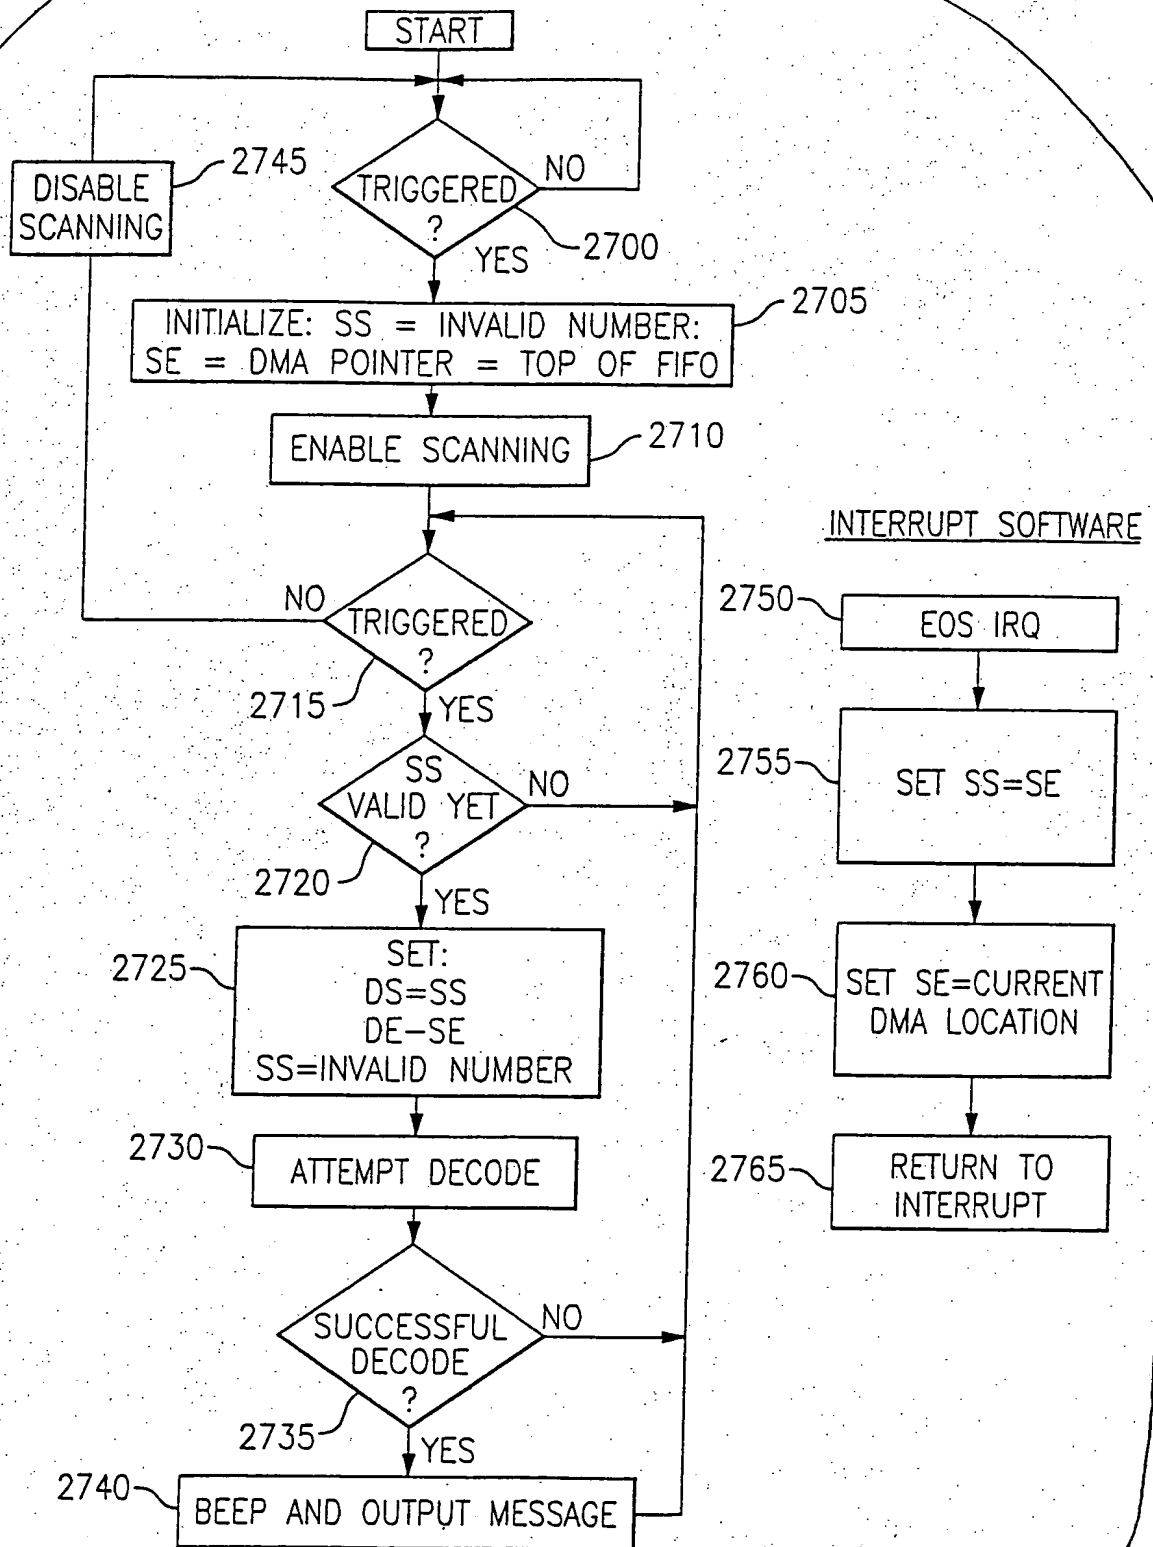 START
DISABLE
SCANNING
2745
TRIGGERED
?
NO
2700
YES
INITIALIZE: SS = INVALID NUMBER:
SE = DMA POINTER = TOP OF FIFO
2705
ENABLE SCANNING
2710
NO
TRIGGERED
?
2715
YES
SS
VALID YET
?
NO
2720
YES
2725
SET:
DS=SS
DE-SE
SS=INVALID NUMBER
2730
ATTEMPT DECODE
SUCCESSFUL
DECODE
?
NO
2735
YES
2740
BEEP AND OUTPUT MESSAGE
INTERRUPT SOFTWARE
2750
EOS IRQ
2755
SET SS=SE
2760
SET SE=CURRENT
DMA LOCATION
2765
RETURN TO
INTERRUPT